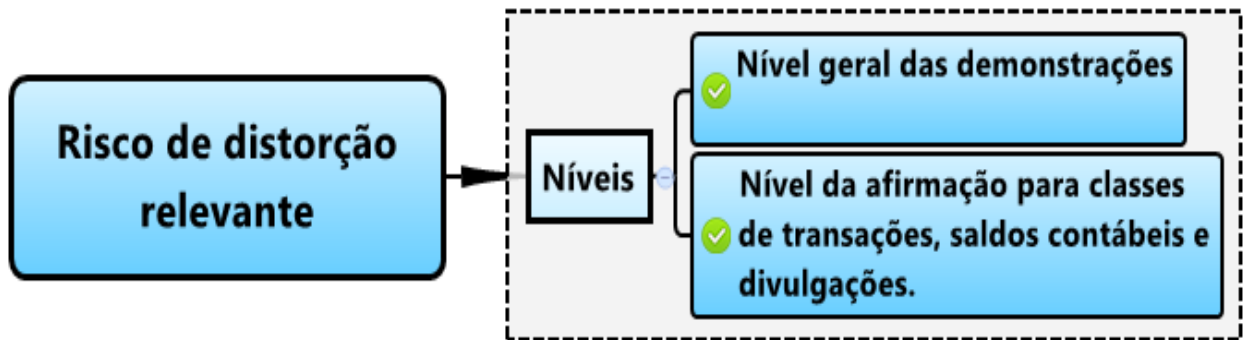 Risco de distorção
relevante
Níveis
Nível geral das demonstrações
Nível da afirmação para classes
de transações, saldos contábeis e
divulgações.